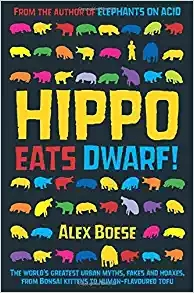 FROM THE AUTHOR OF ELEPHANTS ON ACID
HIPPO
EATS DWARF!
ALEX BOESE
THE WORLD'S GREATEST URBAN MYTHS, FAKES AND HOAXES,
FROM BONSAI KITTENS TO HUMAN-FLAVOURED TOFU